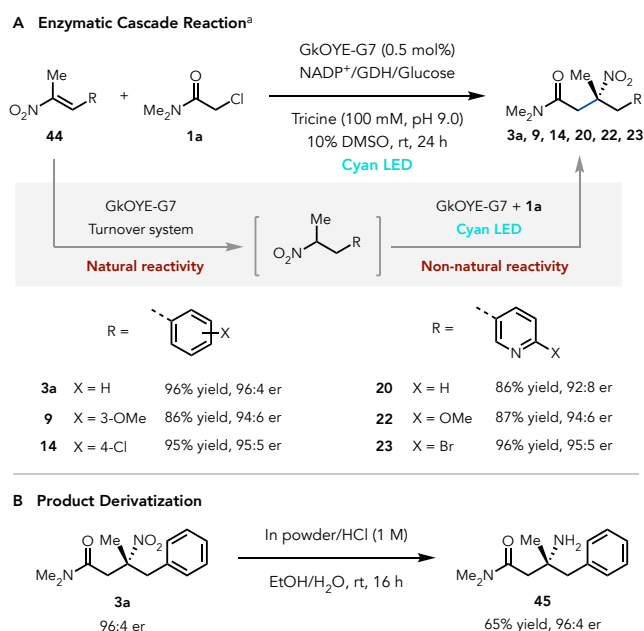 A Enzymatic Cascade Reactionᵃ
GkOYE-G7 (0.5 mol%)
NADP⁺/GDH/Glucose
Tricine (100 mM, pH 9.0)
10% DMSO, rt, 24 h
Cyan LED
Me
O₂N
R
44
+
O
Me₂N
Cl
1a
O
Me
NO₂
Me₂N
R
3a, 9, 14, 20, 22, 23
GkOYE-G7
Turnover system
Natural reactivity
Me
O₂N
R
GkOYE-G7 + 1a
Cyan LED
Non-natural reactivity
R =
X
3a X = H 96% yield, 96:4 er
9 X = 3-OMe 86% yield, 94:6 er
14 X = 4-Cl 95% yield, 95:5 er
R =
N
X
20 X = H 86% yield, 92:8 er
22 X = OMe 87% yield, 94:6 er
23 X = Br 96% yield, 95:5 er
B Product Derivatization
O
Me
NO₂
Me₂N
3a
96:4 er
In powder/HCl (1 M)
EtOH/H₂O, rt, 16 h
O
Me
NH₂
Me₂N
45
65% yield, 96:4 er